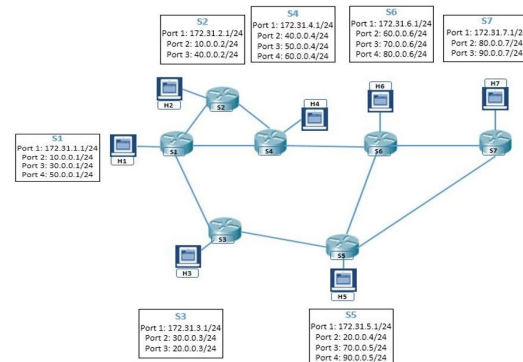 S2
Port 1: 172.31.2.1/24
Port 2: 10.0.0.2/24
Port 3: 40.0.0.2/24
S4
Port 1: 172.31.4.1/24
Port 2: 40.0.0.4/24
Port 3: 50.0.0.4/24
Port 4: 60.0.0.4/24
S6
Port 1: 172.31.6.1/24
Port 2: 60.0.0.6/24
Port 3: 70.0.0.6/24
Port 4: 80.0.0.6/24
S7
Port 1: 172.31.7.1/24
Port 2: 80.0.0.7/24
Port 3: 90.0.0.7/24
S1
Port 1: 172.31.1.1/24
Port 2: 10.0.0.1/24
Port 3: 30.0.0.1/24
Port 4: 50.0.0.1/24
H2
S2
H4
H6
H7
H1
S1
S4
S6
S7
S3
H3
S5
H5
S3
Port 1: 172.31.3.1/24
Port 2: 30.0.0.3/24
Port 3: 20.0.0.3/24
S5
Port 1: 172.31.5.1/24
Port 2: 20.0.0.4/24
Port 3: 70.0.0.5/24
Port 4: 90.0.0.5/24